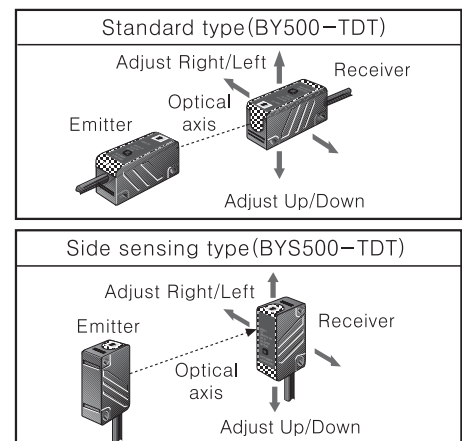 Standard type(BY500-TDT)
Adjust Right/Left
Receiver
Optical
axis
Emitter
Adjust Up/Down
Side sensing type(BYS500-TDT)
Adjust Right/Left
Emitter
Receiver
Optical
axis
Adjust Up/Down